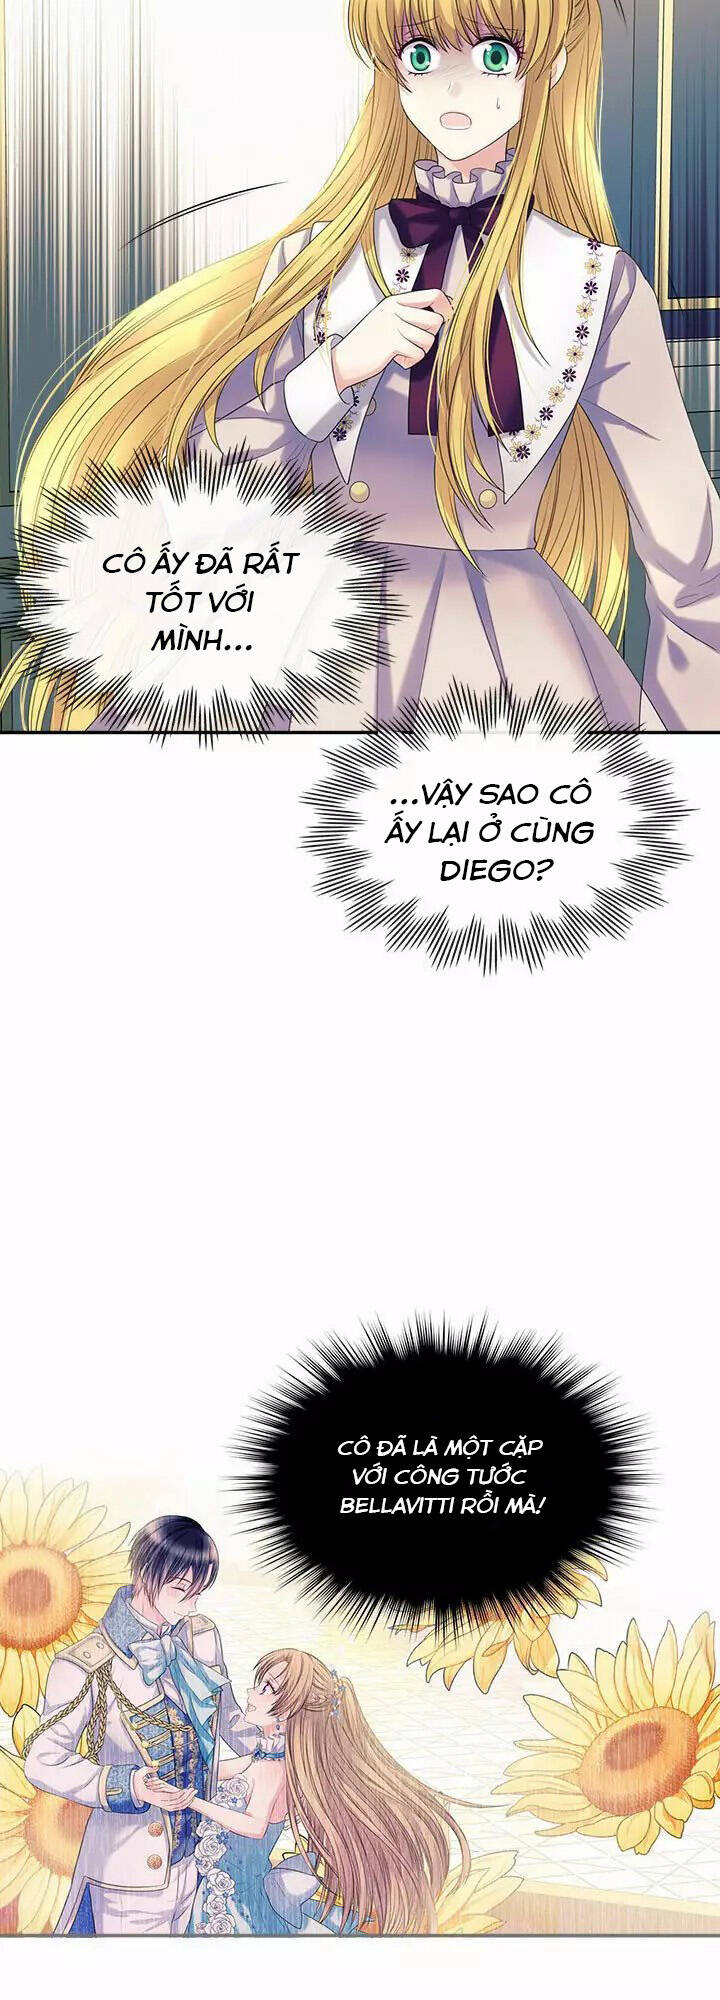 CÔ ẤY ĐÃ RẤT
TỐT VỚI
MÌNH...
...VẬY SAO CÔ
ẤY LẠI Ở CÙNG
DIEGO?
CÔ ĐÃ LÀ MỘT CẶP
VỚI CÔNG TƯỚC
BELLAVITTI RỒI MÀ!